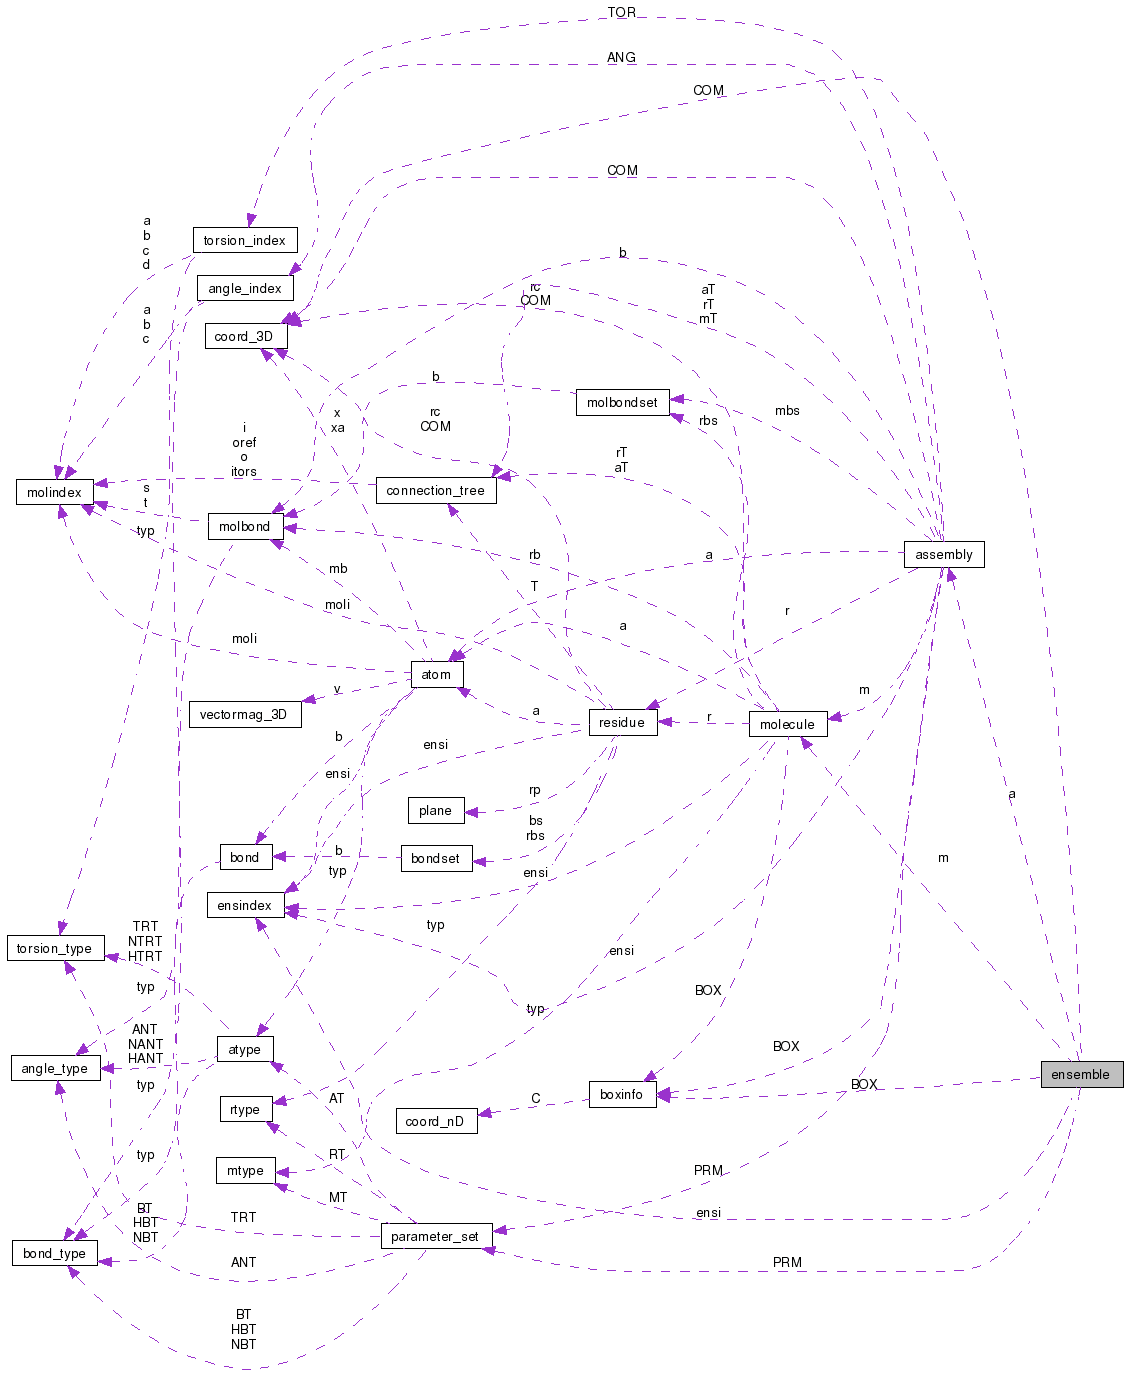 TOR
ANG
COM
COM
a
b
c
d
torsion_index
b
angle_index
rc
COM
aT
rT
mT
a
b
c
coord_3D
b
molbondset
mbs
x
xa
rc
COM
rbs
i
oref
o
itors
rT
aT
molindex
s
t
connection_tree
typ
molbond
rb
a
assembly
mb
T
moli
r
moli
a
atom
v
m
vectormag_3D
a
residue
r
molecule
b
ensi
ensi
rp
plane
a
bs
rbs
bond
b
bondset
m
typ
ensi
ensindex
TRT
NTRT
HTRT
typ
torsion_type
ensi
typ
BOX
typ
ANT
NANT
HANT
atype
BOX
angle_type
ensemble
typ
AT
BOX
rtype
C
boxinfo
coord_nD
typ
RT
mtype
PRM
MT
BT
HBT
NBT
TRT
ensi
parameter_set
bond_type
ANT
PRM
BT
HBT
NBT